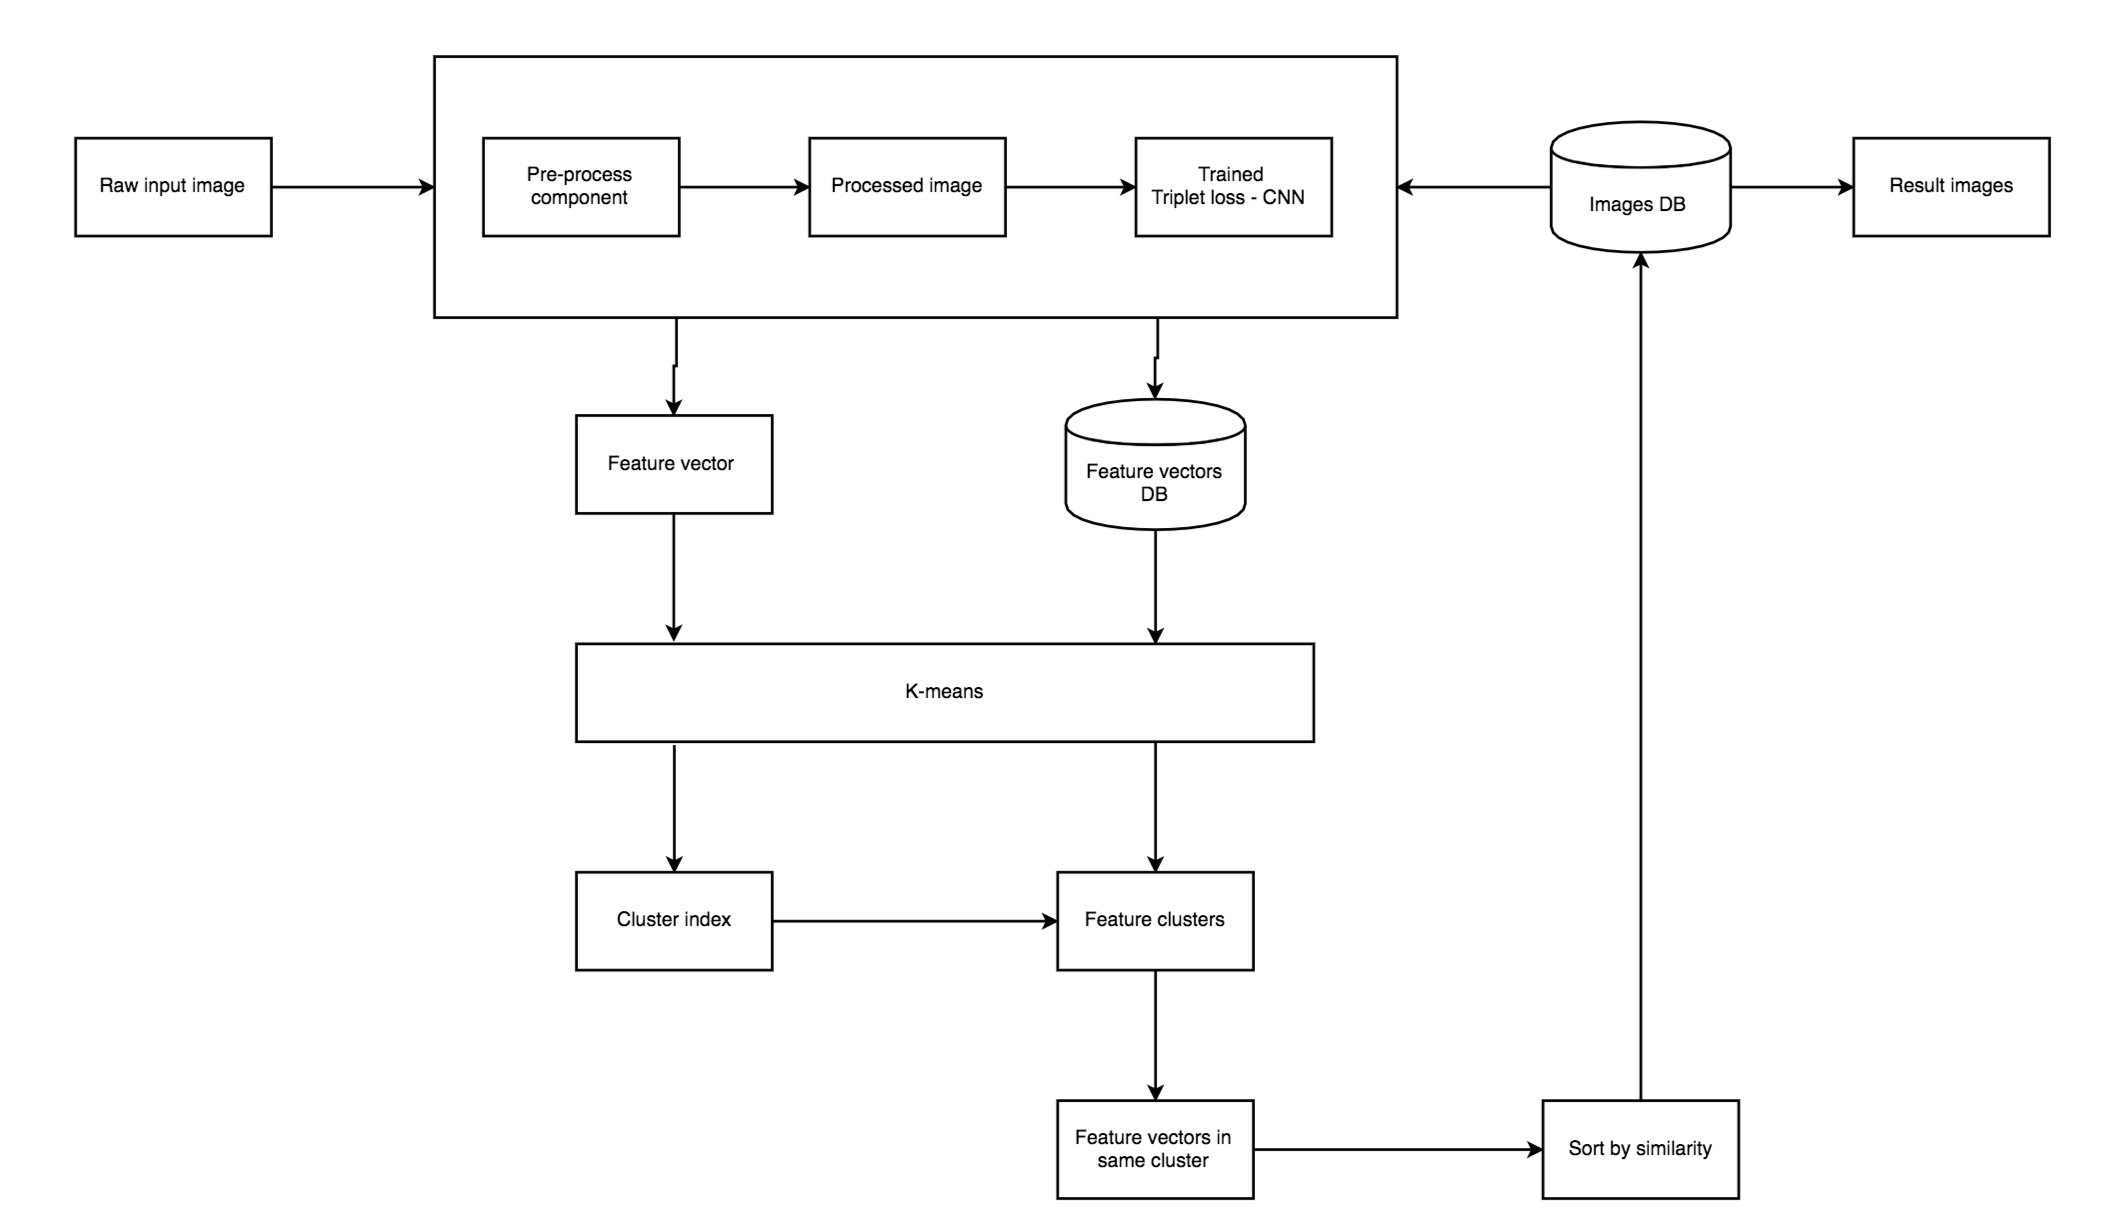 Raw input image
Pre-process
component
Processed image
Trained
Triplet loss - CNN
Images DB
Result images
Feature vector
Feature vectors
DB
K-means
Cluster index
Feature clusters
Feature vectors in
same cluster
Sort by similarity